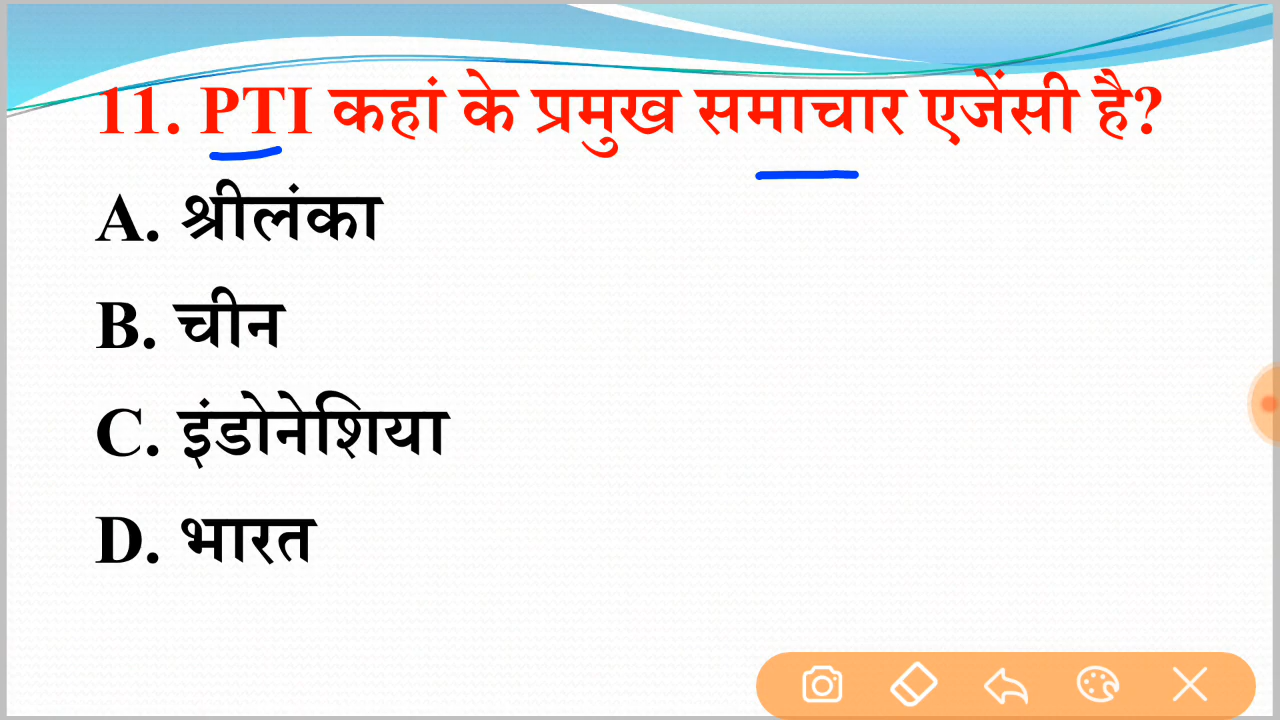 11. PTI कहां के प्रमुख समाचार एजेंसी है?
A. श्रीलंका
B. चीन
C. इंडोनेशिया
D. भारत